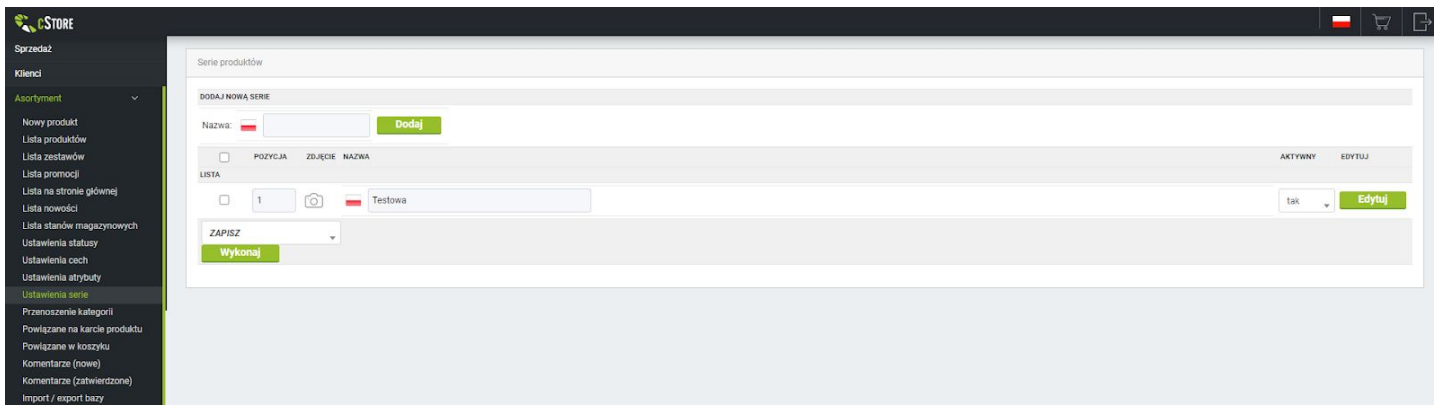 cSTORE
Sprzedaż
Klienci
Asortyment
Nowy produkt
Lista produktów
Lista zestawów
Lista promocji
Lista na stronie głównej
Lista nowości
Lista stanów magazynowych
Ustawienia statusy
Ustawienia cech
Ustawienia atrybuty
Ustawienia serie
Przenoszenie kategorii
Powiązane na karcie produktu
Powiązane w koszyku
Komentarze (nowe)
Komentarze (zatwierdzone)
Import / export bazy
Serie produktów
DODAJ NOWĄ SERIE
Nazwa: Dodaj
POZYCJA ZDJĘCIE NAZWA AKTYWNY EDYTUJ
LISTA
1 Testowa tak Edytuj
ZAPISZ
Wykonaj